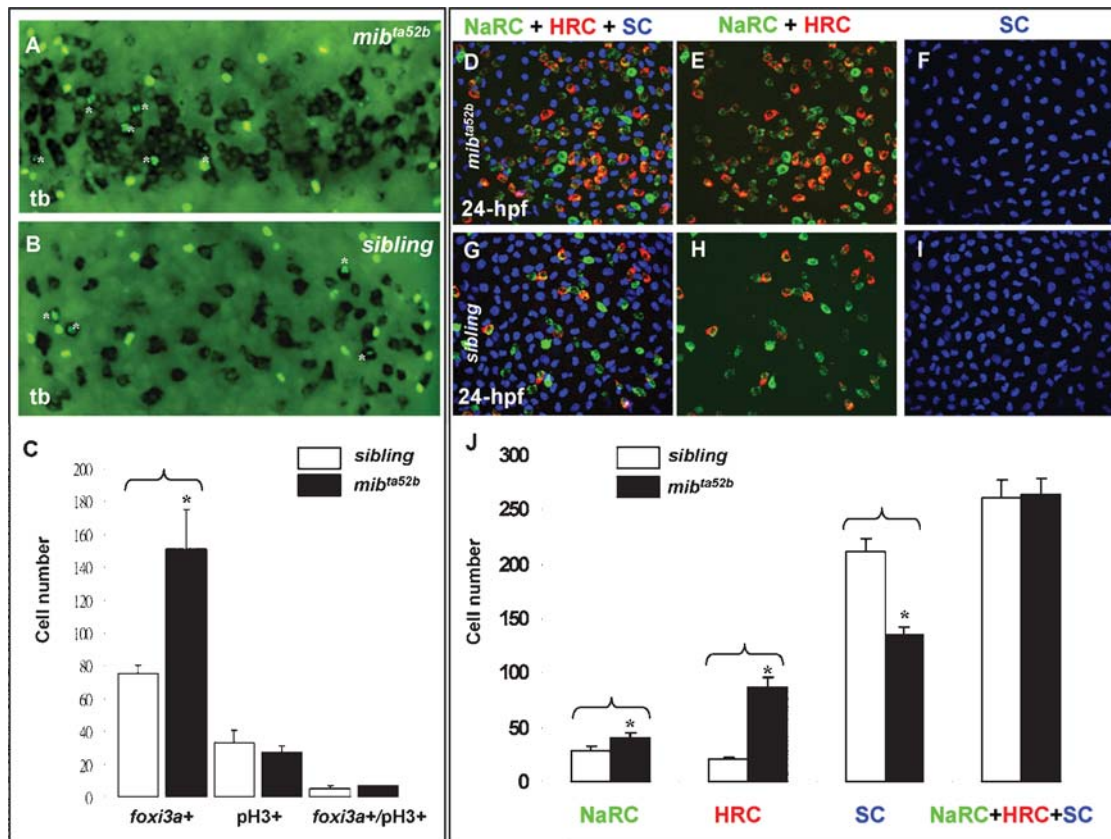 A
mib^ta52b
tb
B
sibling
tb
C
sibling
mib^ta52b
*
Cell number
200
180
160
140
120
100
80
60
40
20
0
foxi3a+ pH3+ foxi3a+/pH3+
NaRC + HRC + SC NaRC + HRC SC
D E F
mib^ta52b
24-hpf
G H I
sibling
24-hpf
J
sibling
mib^ta52b
* * *
Cell number
300
250
200
150
100
50
0
NaRC HRC SC NaRC+HRC+SC